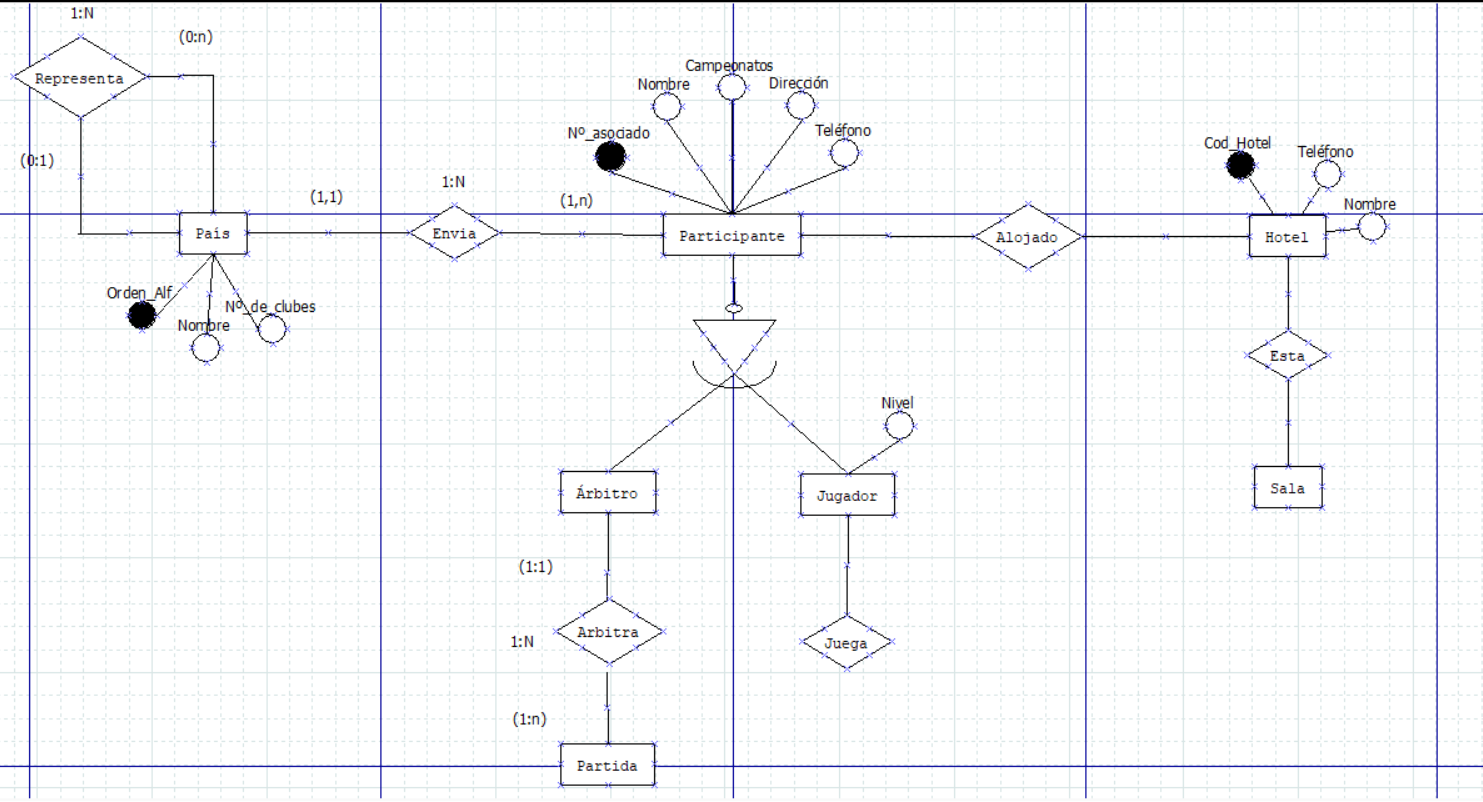 1:N
(0:n)
Representa
(0:1)
País
Orden_Alf
Nombre
Nº_de_clubes
(1,1)
1:N
Envia
(1,n)
Nº_asociado
Nombre
Campeonatos
Dirección
Teléfono
Participante
Alojado
Cod_Hotel
Teléfono
Nombre
Hotel
Esta
Sala
Nivel
Árbitro
Jugador
(1:1)
Arbitra
1:N
Juega
(1:n)
Partida